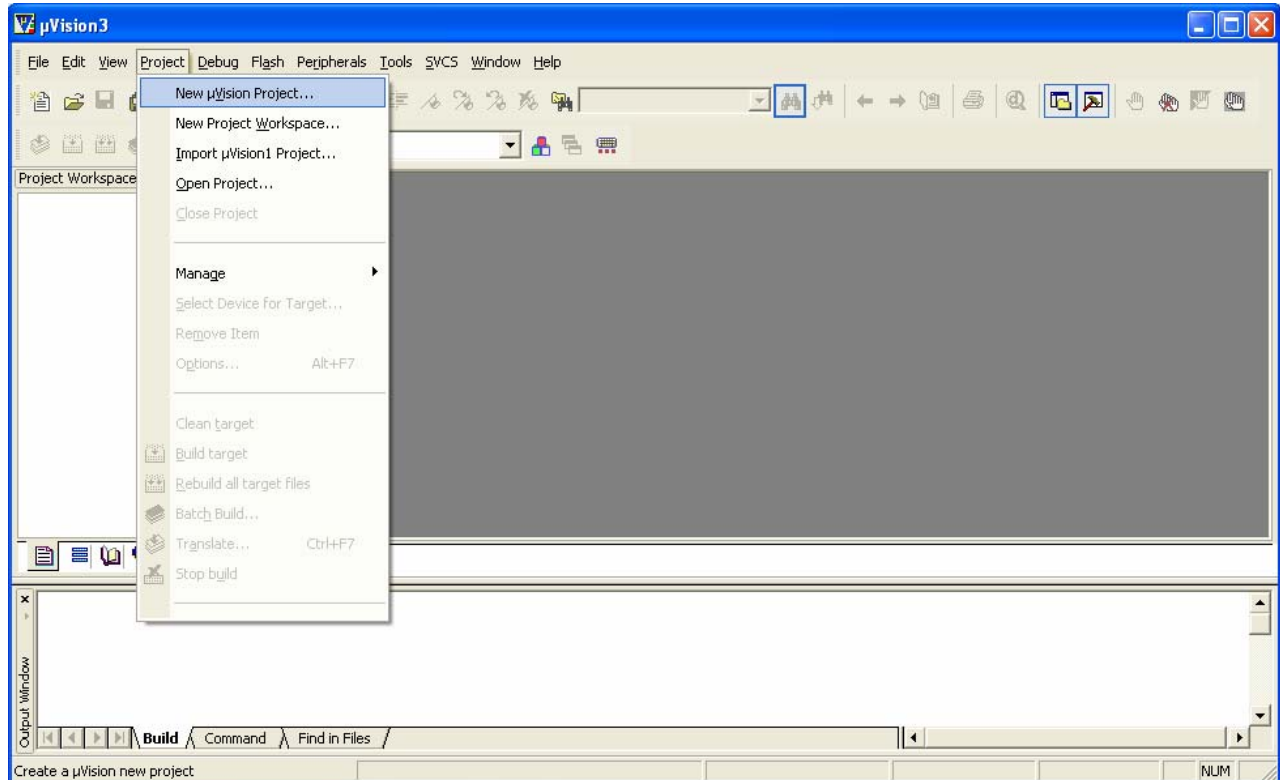 µVision3
File Edit View Project Debug Flash Peripherals Tools SVCS Window Help
New µVision Project...
New Project Workspace...
Import µVision1 Project...
Open Project...
Close Project
Manage
Select Device for Target...
Remove Item
Options... Alt+F7
Clean target
Build target
Rebuild all target files
Batch Build...
Translate... Ctrl+F7
Stop build
Project Workspace
Output Window
Build Command Find in Files
Create a µVision new project NUM